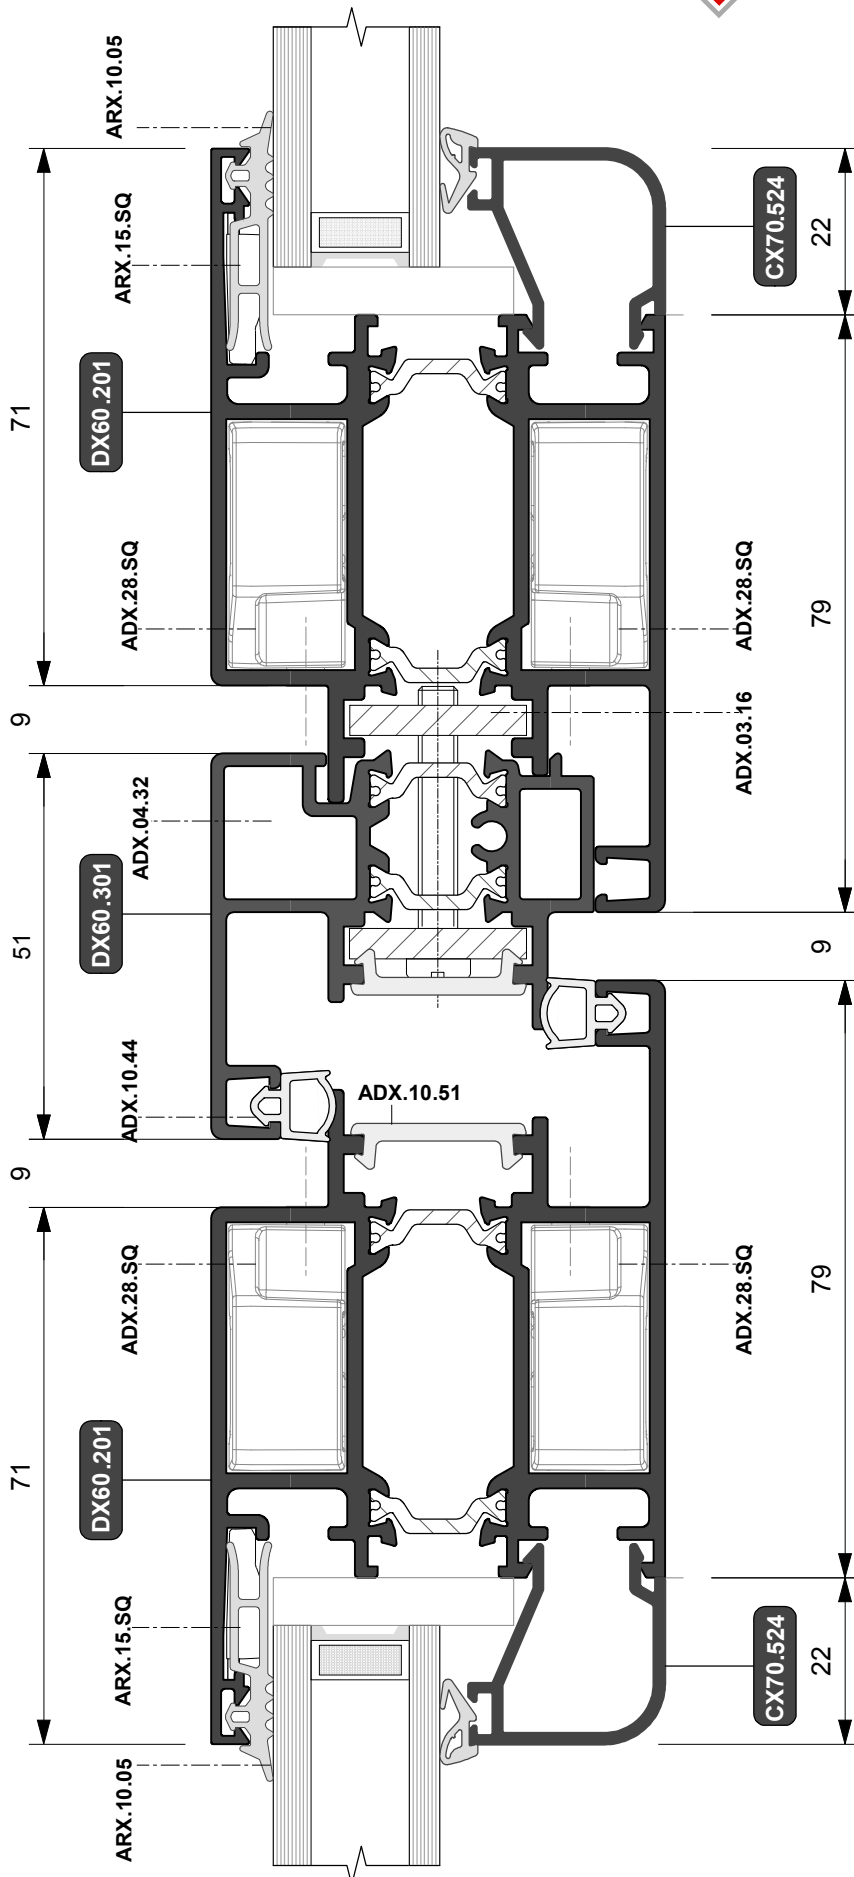 ARX.10.05
ARX.15.SQ
CX70.524
22
71
DX60.201
79
ADX.28.SQ
ADX.28.SQ
9
ADX.03.16
ADX.04.32
DX60.301
51
9
ADX.10.44
ADX.10.51
9
ADX.28.SQ
ADX.28.SQ
79
71
DX60.201
ARX.15.SQ
CX70.524
22
ARX.10.05